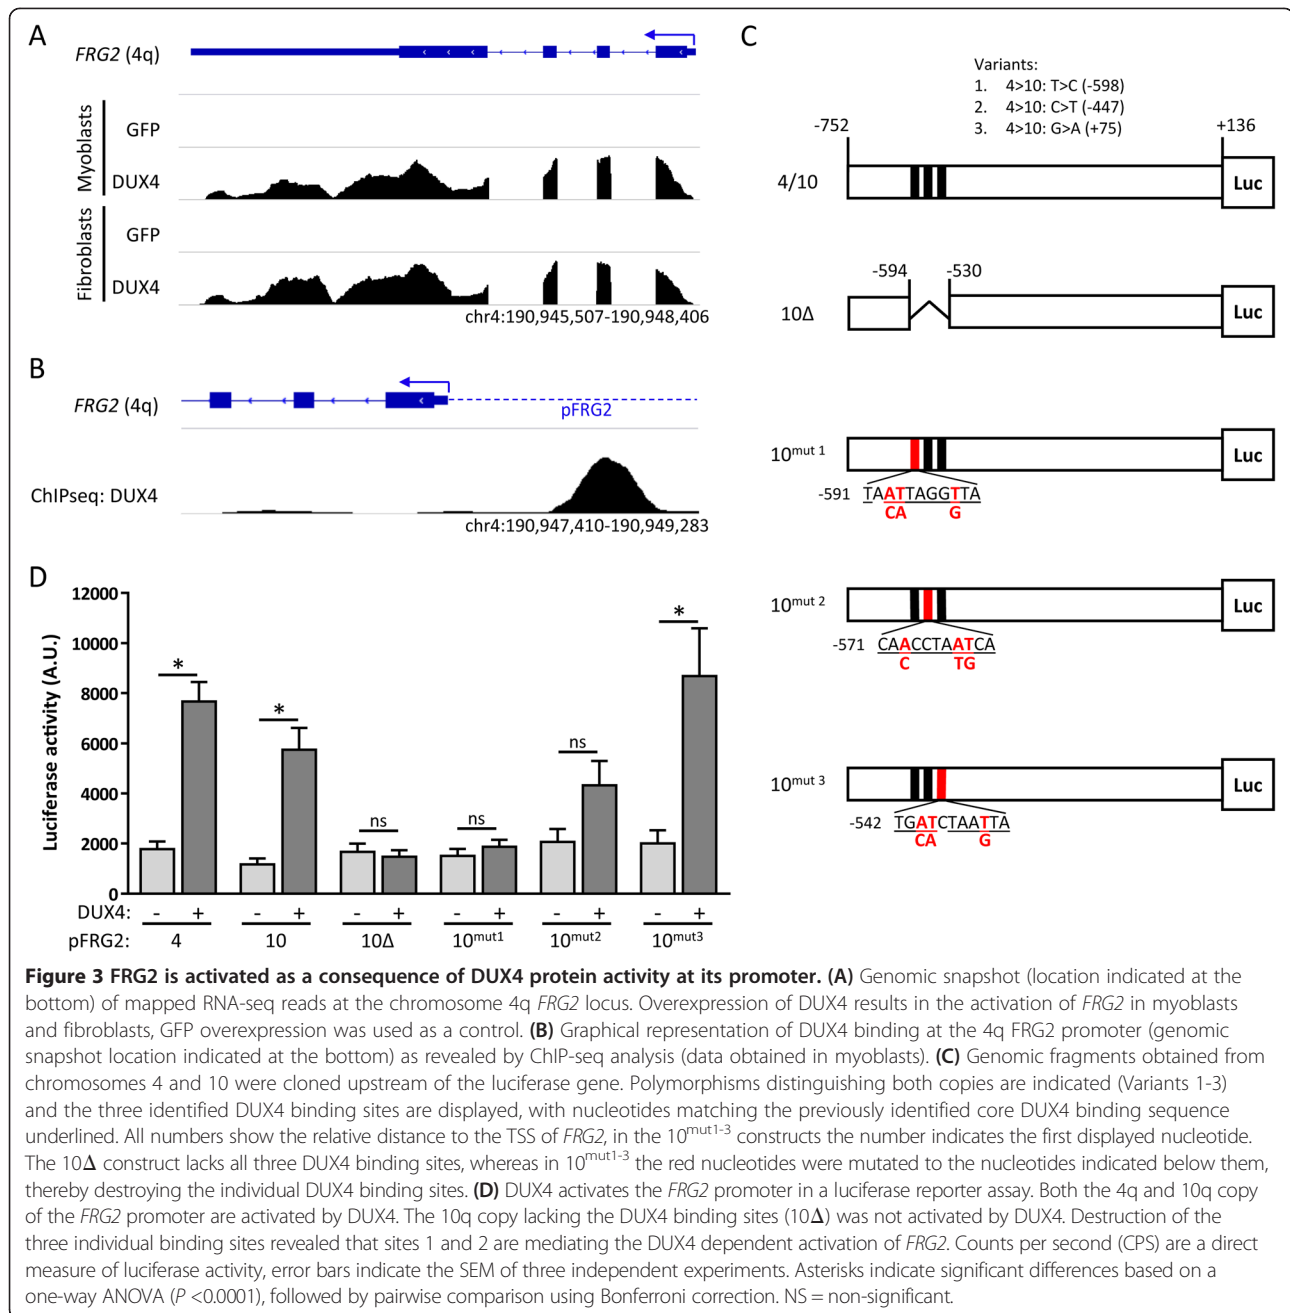 A
FRG2 (4q)
Myoblasts
GFP
DUX4
Fibroblasts
GFP
DUX4
chr4:190,945,507-190,948,406
B
FRG2 (4q)
pFRG2
ChIPseq: DUX4
chr4:190,947,410-190,949,283
C
Variants:
1. 4>10: T>C (-598)
2. 4>10: C>T (-447)
3. 4>10: G>A (+75)
-752
+136
4/10
Luc
-594
-530
10Δ
Luc
10mut 1
Luc
-591 TAATTAGGTTA
CA G
10mut 2
Luc
-571 CAACCTAATCA
C TG
10mut 3
Luc
-542 TGATCTAATTA
CA G
D
Luciferase activity (A.U.)
12000
10000
8000
6000
4000
2000
0
* * ns ns ns *
DUX4: - + - + - + - + - + - +
pFRG2: 4 10 10Δ 10mut1 10mut2 10mut3
Figure 3 FRG2 is activated as a consequence of DUX4 protein activity at its promoter. (A) Genomic snapshot (location indicated at the
bottom) of mapped RNA-seq reads at the chromosome 4q FRG2 locus. Overexpression of DUX4 results in the activation of FRG2 in myoblasts
and fibroblasts, GFP overexpression was used as a control. (B) Graphical representation of DUX4 binding at the 4q FRG2 promoter (genomic
snapshot location indicated at the bottom) as revealed by ChIP-seq analysis (data obtained in myoblasts). (C) Genomic fragments obtained from
chromosomes 4 and 10 were cloned upstream of the luciferase gene. Polymorphisms distinguishing both copies are indicated (Variants 1-3)
and the three identified DUX4 binding sites are displayed, with nucleotides matching the previously identified core DUX4 binding sequence
underlined. All numbers show the relative distance to the TSS of FRG2, in the 10mut1-3 constructs the number indicates the first displayed nucleotide.
The 10Δ construct lacks all three DUX4 binding sites, whereas in 10mut1-3 the red nucleotides were mutated to the nucleotides indicated below them,
thereby destroying the individual DUX4 binding sites. (D) DUX4 activates the FRG2 promoter in a luciferase reporter assay. Both the 4q and 10q copy
of the FRG2 promoter are activated by DUX4. The 10q copy lacking the DUX4 binding sites (10Δ) was not activated by DUX4. Destruction of the
three individual binding sites revealed that sites 1 and 2 are mediating the DUX4 dependent activation of FRG2. Counts per second (CPS) are a direct
measure of luciferase activity, error bars indicate the SEM of three independent experiments. Asterisks indicate significant differences based on a
one-way ANOVA (P <0.0001), followed by pairwise comparison using Bonferroni correction. NS = non-significant.